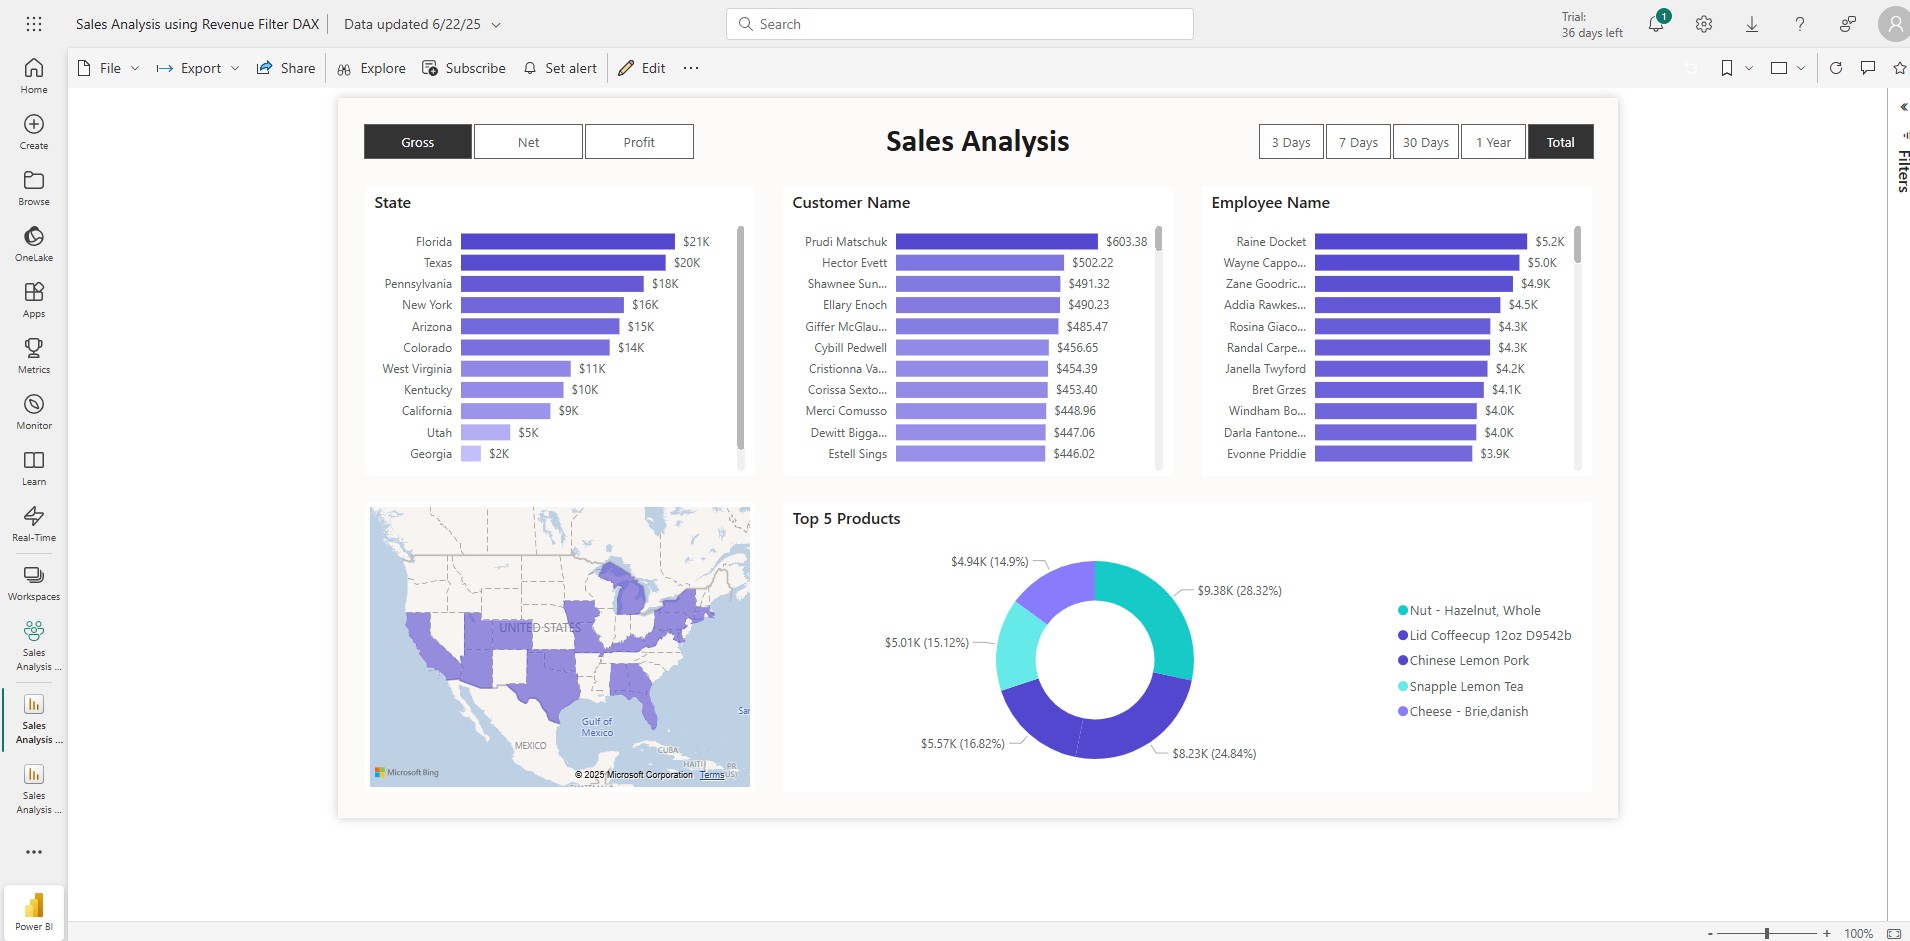 Sales Analysis using Revenue Filter DAX
Data updated 6/22/25
Search
Trial:
36 days left
1
File
Export
Share
Explore
Subscribe
Set alert
Edit
Home
Create
Browse
OneLake
Apps
Metrics
Monitor
Learn
Real-Time
Workspaces
Sales
Analysis ...
Sales
Analysis ...
Sales
Analysis ...
Power BI
Gross
Net
Profit
Sales Analysis
3 Days
7 Days
30 Days
1 Year
Total
Filters
State
Florida $21K
Texas $20K
Pennsylvania $18K
New York $16K
Arizona $15K
Colorado $14K
West Virginia $11K
Kentucky $10K
California $9K
Utah $5K
Georgia $2K
Customer Name
Prudi Matschuk $603.38
Hector Evett $502.22
Shawnee Sun... $491.32
Ellary Enoch $490.23
Giffer McGlau... $485.47
Cybill Pedwell $456.65
Cristionna Va... $454.39
Corissa Sexto... $453.40
Merci Comusso $448.96
Dewitt Bigga... $447.06
Estell Sings $446.02
Employee Name
Raine Docket $5.2K
Wayne Cappo... $5.0K
Zane Goodric... $4.9K
Addia Rawkes... $4.5K
Rosina Giaco... $4.3K
Randal Carpe... $4.3K
Janella Twyford $4.2K
Bret Grzes $4.1K
Windham Bo... $4.0K
Darla Fantone... $4.0K
Evonne Priddie $3.9K
UNITED STATES
Gulf of
Mexico
MEXICO
CUBA
HAITI
PR
US)
San
Microsoft Bing
© 2025 Microsoft Corporation Terms
Top 5 Products
$4.94K (14.9%)
$9.38K (28.32%)
$5.01K (15.12%)
$5.57K (16.82%)
$8.23K (24.84%)
Nut - Hazelnut, Whole
Lid Coffeecup 12oz D9542b
Chinese Lemon Pork
Snapple Lemon Tea
Cheese - Brie,danish
- + 100%